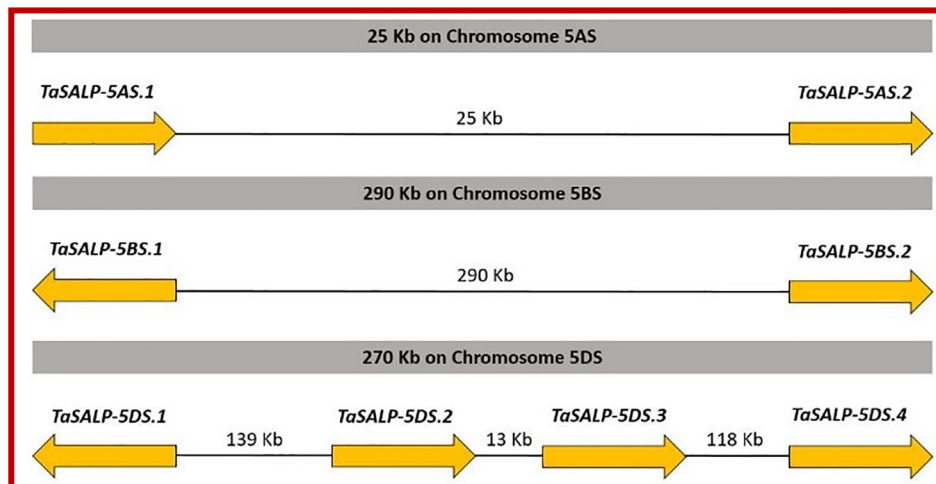 25 Kb on Chromosome 5AS
TaSALP-5AS.1
TaSALP-5AS.2
25 Kb
290 Kb on Chromosome 5BS
TaSALP-5BS.1
TaSALP-5BS.2
290 Kb
270 Kb on Chromosome 5DS
TaSALP-5DS.1
TaSALP-5DS.2
TaSALP-5DS.3
TaSALP-5DS.4
139 Kb
13 Kb
118 Kb